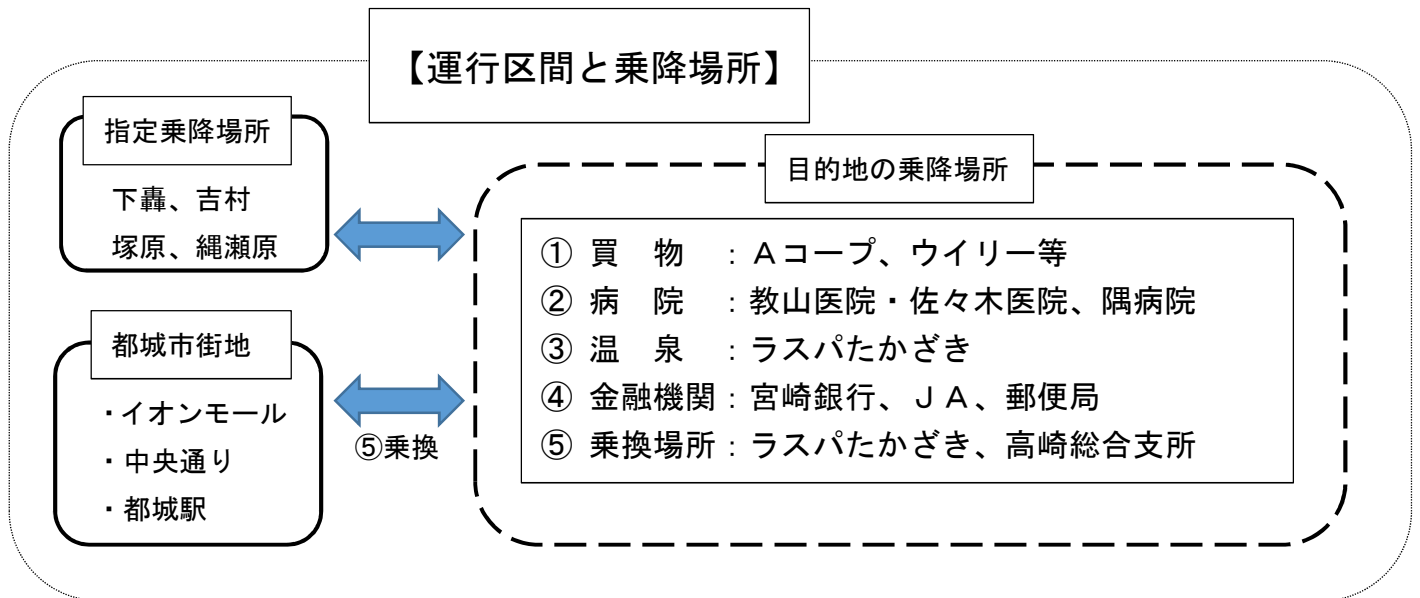 【運行区間と乗降場所】
指定乗降場所
下轟、吉村
塚原、縄瀬原
都城市街地
・イオンモール
・中央通り
・都城駅
⑤乗換
目的地の乗降場所
① 買　物　：Ａコープ、ウイリー等
② 病　院　：教山医院・佐々木医院、隅病院
③ 温　泉　：ラスパたかざき
④ 金融機関：宮崎銀行、ＪＡ、郵便局
⑤ 乗換場所：ラスパたかざき、高崎総合支所